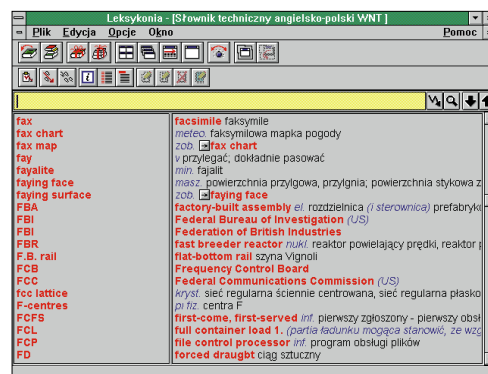 Leksykonia - [Słownik techniczny angielsko-polski WNT ]
Plik Edycja Opcje Okno Pomoc
fax facsimile faksymile
fax chart meteo. faksymilowa mapka pogody
fax map zob. fax chart
fay v przylegać; dokładnie pasować
fayalite min. fajalit
faying face masz. powierzchnia przylgowa, przylgnia; powierzchnia stykowa z
faying surface zob. faying face
FBA factory-built assembly el. rozdzielnica (i sterownica) prefabryk
FBI Federal Bureau of Investigation (US)
FBI Federation of British Industries
FBR fast breeder reactor nukl. reaktor powielający prędki, reaktor p
F.B. rail flat-bottom rail szyna Vignoli
FCB Frequency Control Board
FCC Federal Communications Commission (US)
fcc lattice kryst. sieć regularna ściennie centrowana, sieć regularna płasko
F-centres pl fiz. centra F
FCFS first-come, first-served inf. pierwszy zgłoszony - pierwszy obsł
FCL full container load 1. (partia ładunku mogąca stanowić, ze wzg
FCP file control processor inf. program obsługi plików
FD forced draugbt ciąg sztuczny